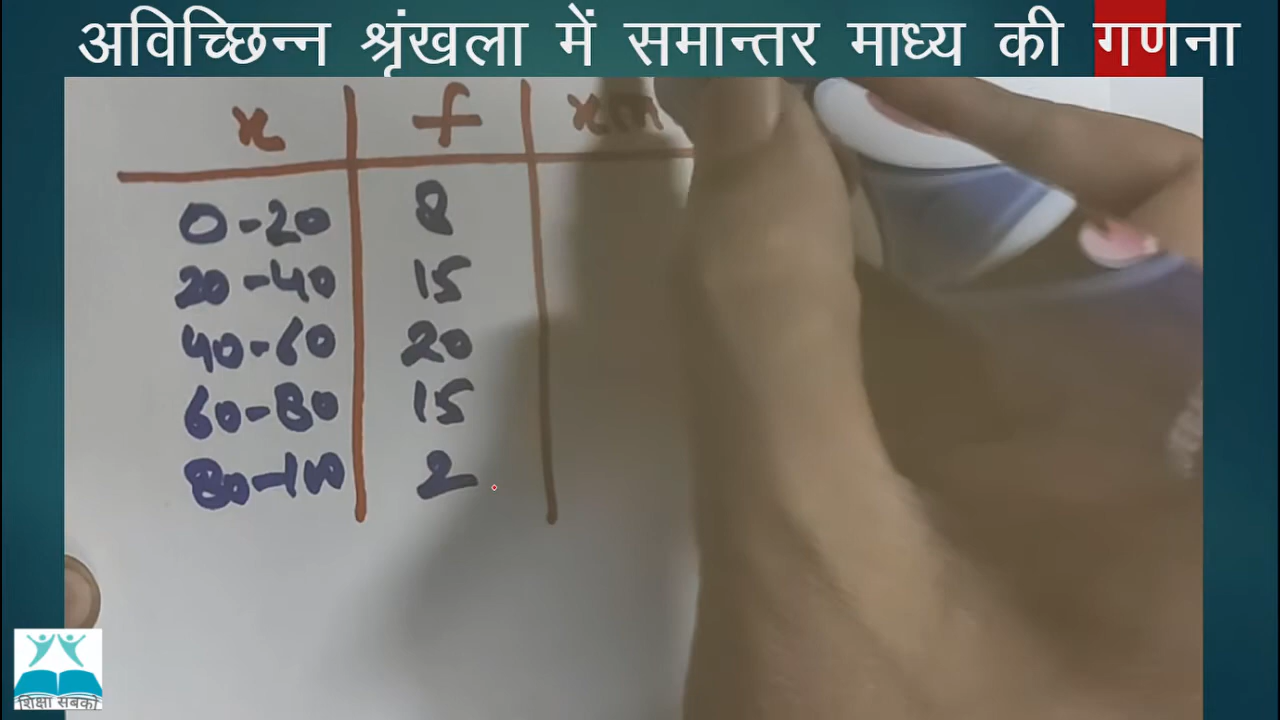 अविच्छिन्न श्रृंखला में समान्तर माध्य की गणना
x f xm
0-20 8
20-40 15
40-60 20
60-80 15
80-100 2
शिक्षा सबको